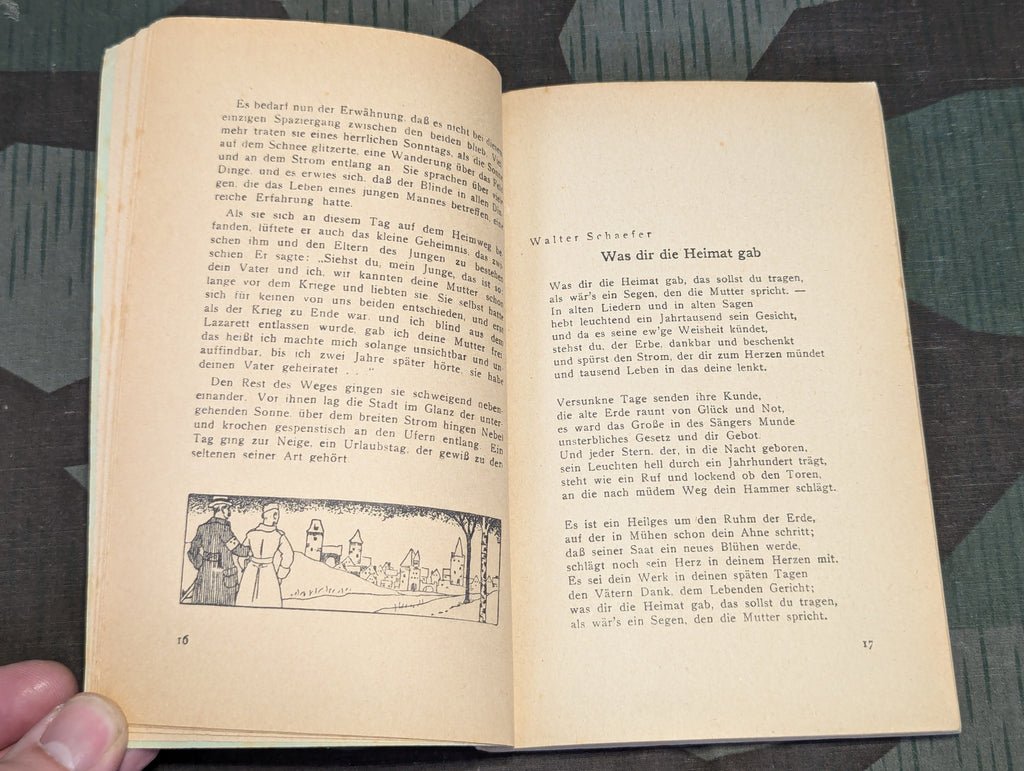 Es bedarf nun der Erwähnung, daß es nicht bei diesem
einzigen Spaziergang zwischen den beiden blieb. Viel
mehr traten sie eines herrlichen Sonntags, als die Sonne
auf dem Schnee glitzerte, eine Wanderung über das Feld
und an dem Strom entlang an. Sie sprachen über viele
Dinge, und es erwies sich, daß der Blinde in allen Din
gen, die das Leben eines jungen Mannes betreffen, eine
reiche Erfahrung hatte.
Als sie sich an diesem Tag auf dem Heimweg be
fanden, lüftete er auch das kleine Geheimnis, das zwi
schen ihm und den Eltern des Jungen zu bestehen
schien. Er sagte: „Siehst du, mein Junge, das ist so:
dein Vater und ich, wir kannten deine Mutter schon
lange vor dem Kriege und liebten sie. Sie selbst hatte
sich für keinen von uns beiden entschieden, und erst
als der Krieg zu Ende war und ich blind aus dem
Lazarett entlassen wurde, gab ich deine Mutter frei,
das heißt ich machte mich solange unsichtbar und un-
auffindbar, bis ich zwei Jahre später hörte, sie habe
deinen Vater geheiratet . . ."
Den Rest des Weges gingen sie schweigend neben-
einander. Vor ihnen lag die Stadt im Glanz der unter-
gehenden Sonne, über dem breiten Strom hingen Nebel
und krochen gespenstisch an den Ufern entlang. Ein
Tag ging zur Neige, ein Urlaubstag, der gewiß zu den
seltenen seiner Art gehört.
16
Walter Schaefer
Was dir die Heimat gab
Was dir die Heimat gab, das sollst du tragen,
als wär's ein Segen, den die Mutter spricht. —
In alten Liedern und in alten Sagen
hebt leuchtend ein Jahrtausend sein Gesicht,
und da es seine ew'ge Weisheit kündet,
stehst du, der Erbe, dankbar und beschenkt
und spürst den Strom, der dir zum Herzen mündet
und tausend Leben in das deine lenkt.
Versunkne Tage senden ihre Kunde,
die alte Erde raunt von Glück und Not,
es ward das Große in des Sängers Munde
unsterbliches Gesetz und dir Gebot.
Und jeder Stern, der, in die Nacht geboren,
sein Leuchten hell durch ein Jahrhundert trägt,
steht wie ein Ruf und lockend ob den Toren,
an die nach müdem Weg dein Hammer schlägt.
Es ist ein Heilges um den Ruhm der Erde,
auf der in Mühen schon dein Ahne schritt;
daß seiner Saat ein neues Blühen werde,
schlägt noch sein Herz in deinem Herzen mit.
Es sei dein Werk in deinen späten Tagen
den Vätern Dank, dem Lebenden Gericht;
was dir die Heimat gab, das sollst du tragen,
als wär's ein Segen, den die Mutter spricht.
17